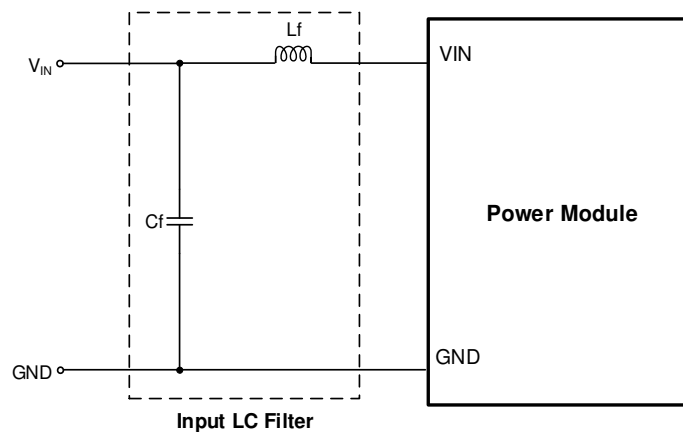 Lf
VIN
VIN
Cf
Power Module
GND
GND
Input LC Filter